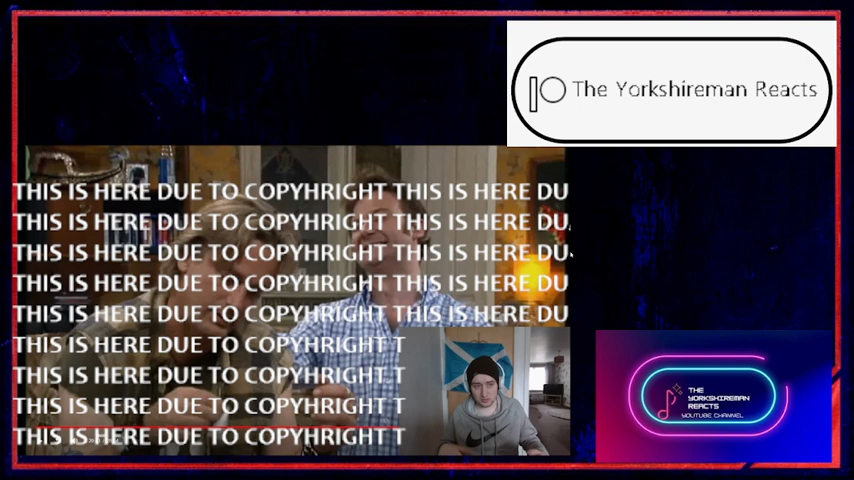 The Yorkshireman Reacts
THIS IS HERE DUE TO COPYHRIGHT THIS IS HERE DU
THIS IS HERE DUE TO COPYHRIGHT THIS IS HERE DU
THIS IS HERE DUE TO COPYHRIGHT THIS IS HERE DU
THIS IS HERE DUE TO COPYHRIGHT THIS IS HERE DU
THIS IS HERE DUE TO COPYHRIGHT THIS IS HERE DU
THIS IS HERE DUE TO COPYHRIGHT T
THIS IS HERE DUE TO COPYHRIGHT T
THIS IS HERE DUE TO COPYHRIGHT T
THIS IS HERE DUE TO COPYHRIGHT T
THE
YORKSHIREMAN
REACTS
YOUTUBE CHANNEL